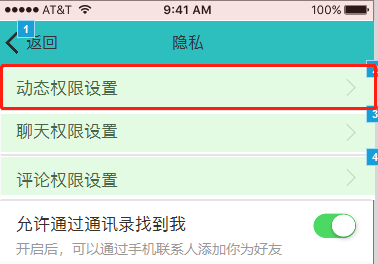 AT&T 9:41 AM 100%
1
返回 隐私
动态权限设置
聊天权限设置
3
4
评论权限设置
允许通过通讯录找到我
开启后，可以通过手机联系人添加你为好友